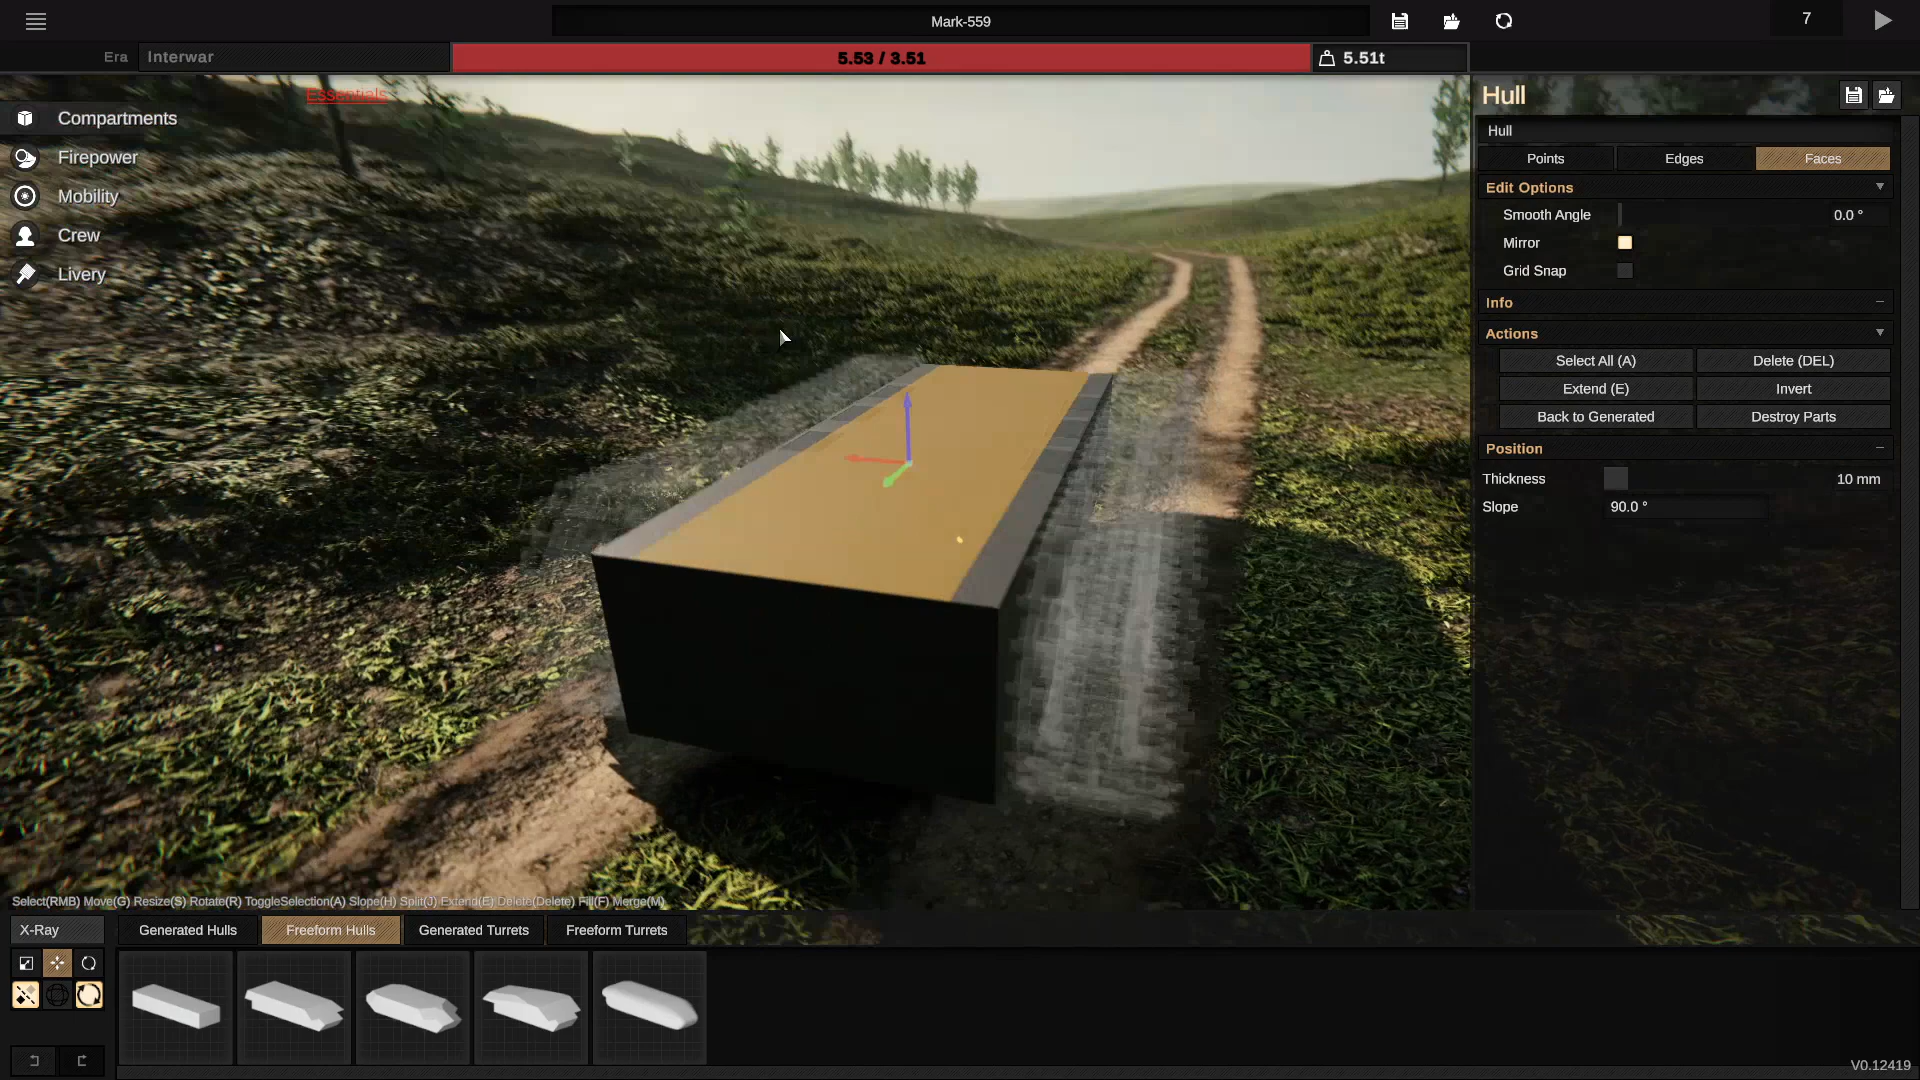 Mark-559
7
Era
Interwar
5.53 / 3.51
5.51t
Essentials
Compartments
Firepower
Mobility
Crew
Livery
Hull
Hull
Points Edges Faces
Edit Options
Smooth Angle 0.0 °
Mirror
Grid Snap
Info
Actions
Select All (A) Delete (DEL)
Extend (E) Invert
Back to Generated Destroy Parts
Position
Thickness 10 mm
Slope 90.0 °
Select(RMB) Move(G) Resize(S) Rotate(R) ToggleSelection(A) Slope(H) Split(J) Extend(E) Delete(Delete) Fill(F) Merge(M)
X-Ray
Generated Hulls Freeform Hulls Generated Turrets Freeform Turrets
V0.12419